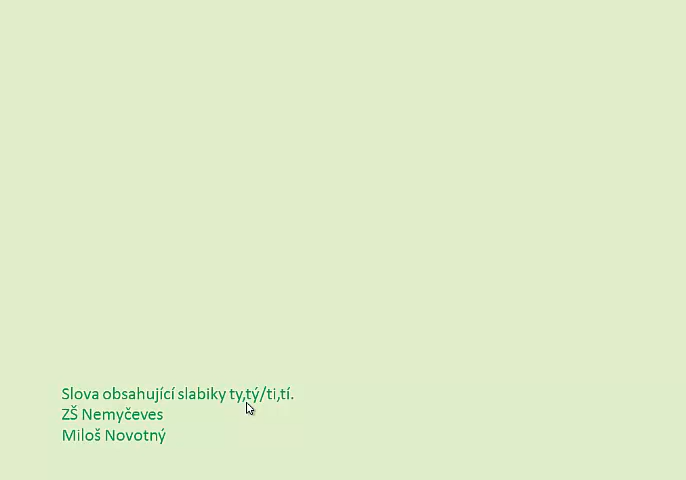 Slova obsahující slabiky ty,tý/ti,tí.
ZŠ Nemyčeves
Miloš Novotný